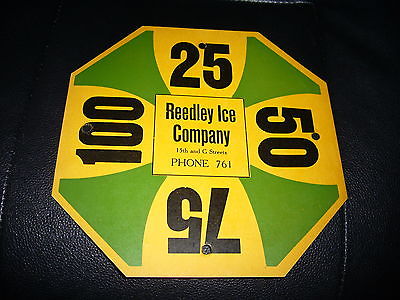 25
100
Reedley Ice
Company
15th and G Streets
PHONE 761
50
75